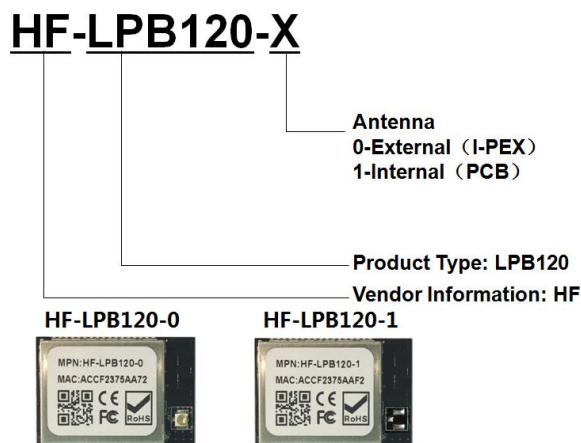 HF-LPB120-X
Antenna
0-External（I-PEX）
1-Internal（PCB）
Product Type: LPB120
Vendor Information: HF
HF-LPB120-0
HF-LPB120-1
MPN:HF-LPB120-0
MAC:ACCF2375AA72
CE
FC
RoHS
MPN:HF-LPB120-1
MAC:ACCF2375AAF2
CE
FC
RoHS